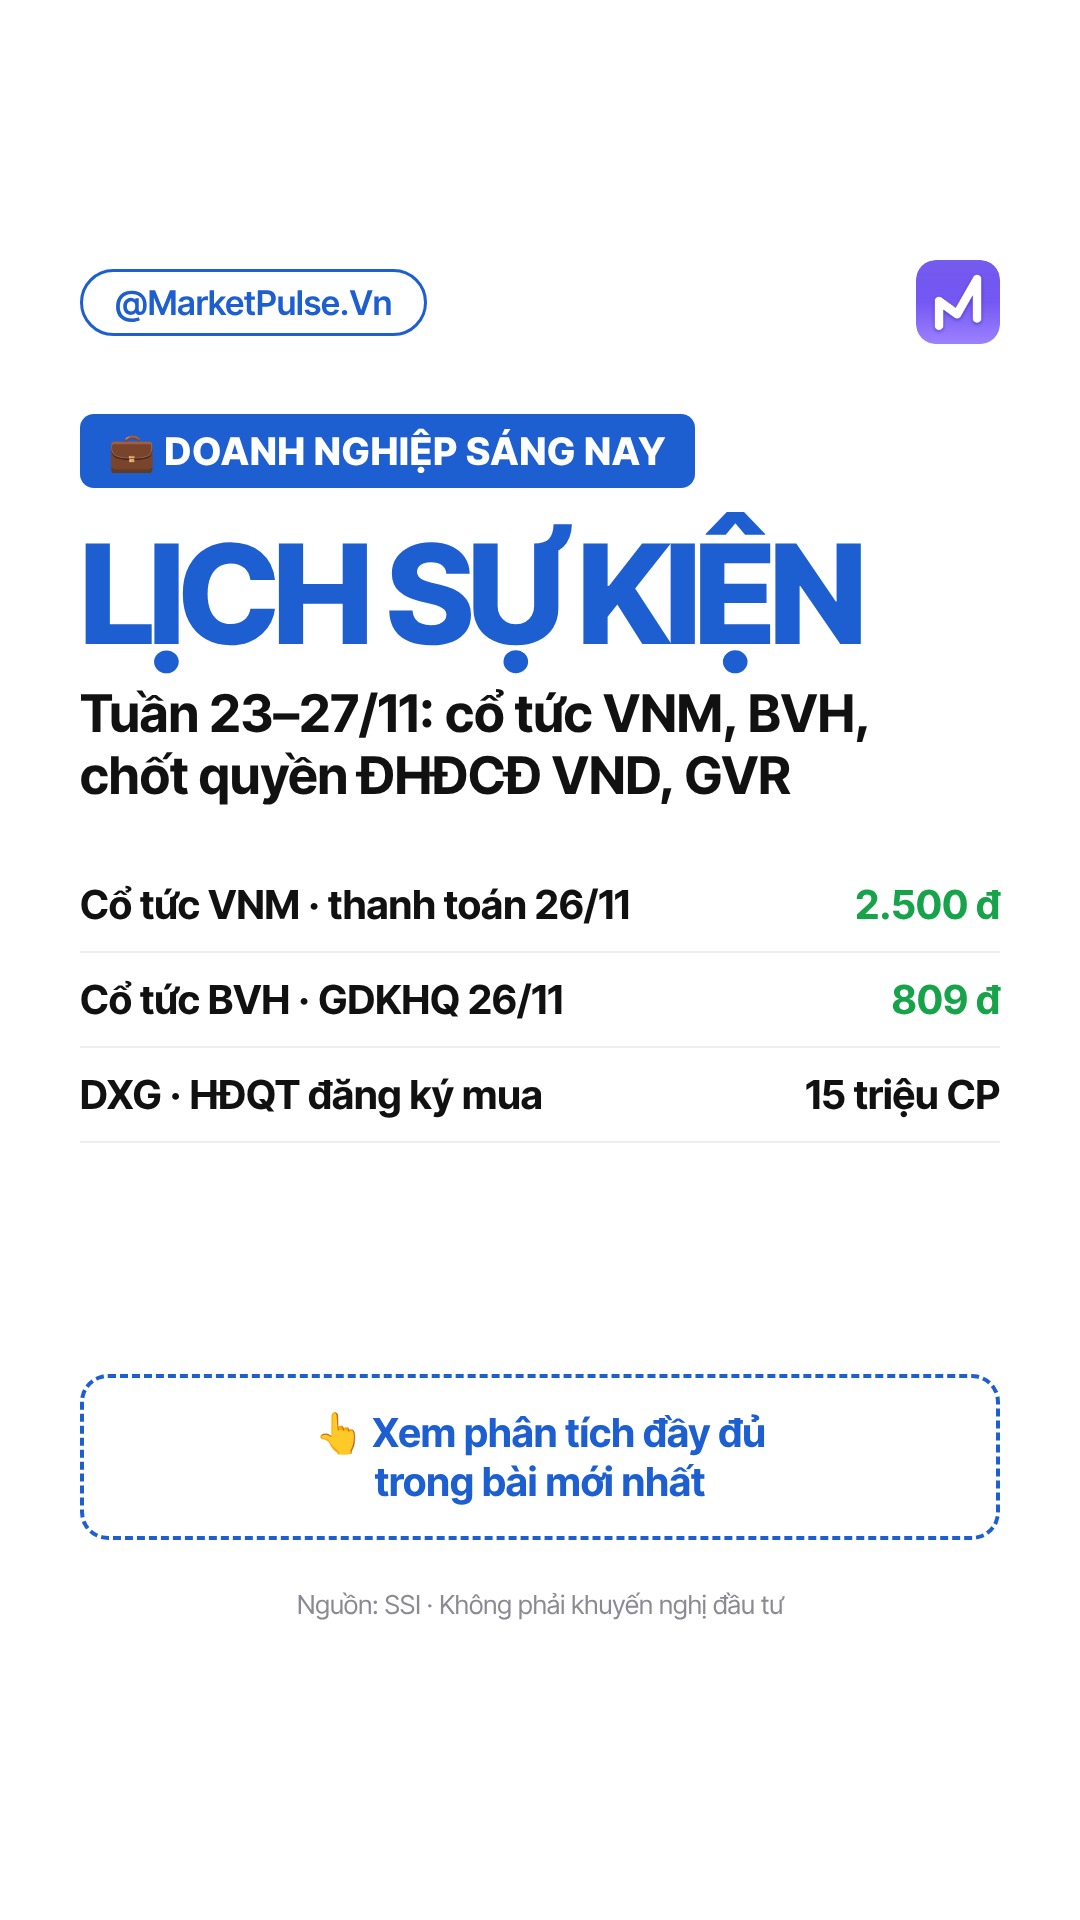 @MarketPulse.Vn
💼 DOANH NGHIỆP SÁNG NAY
LỊCH SỰ KIỆN
Tuần 23–27/11: cổ tức VNM, BVH,
chốt quyền ĐHĐCĐ VND, GVR
Cổ tức VNM · thanh toán 26/11 2.500 đ
Cổ tức BVH · GDKHQ 26/11 809 đ
DXG · HĐQT đăng ký mua 15 triệu CP
👆 Xem phân tích đầy đủ
trong bài mới nhất
Nguồn: SSI · Không phải khuyến nghị đầu tư